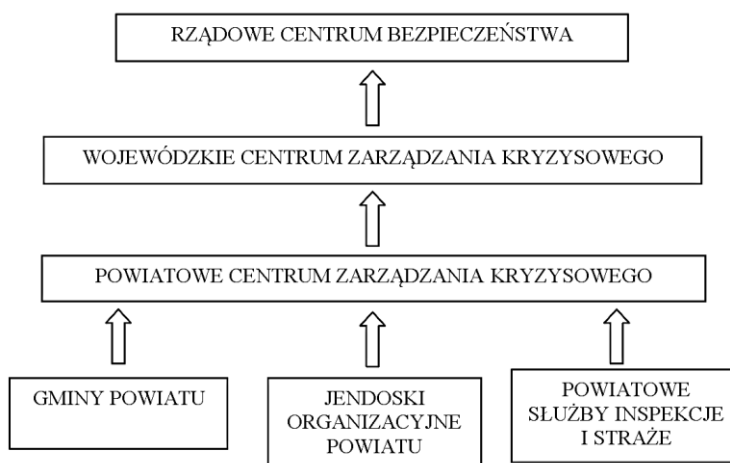 RZĄDOWE CENTRUM BEZPIECZEŃSTWA
WOJEWÓDZKIE CENTRUM ZARZĄDZANIA KRYZYSOWEGO
POWIATOWE CENTRUM ZARZĄDZANIA KRYZYSOWEGO
GMINY POWIATU
JENDOSKI
ORGANIZACYJNE
POWIATU
POWIATOWE
SŁUŻBY INSPEKCJE
I STRAŻE